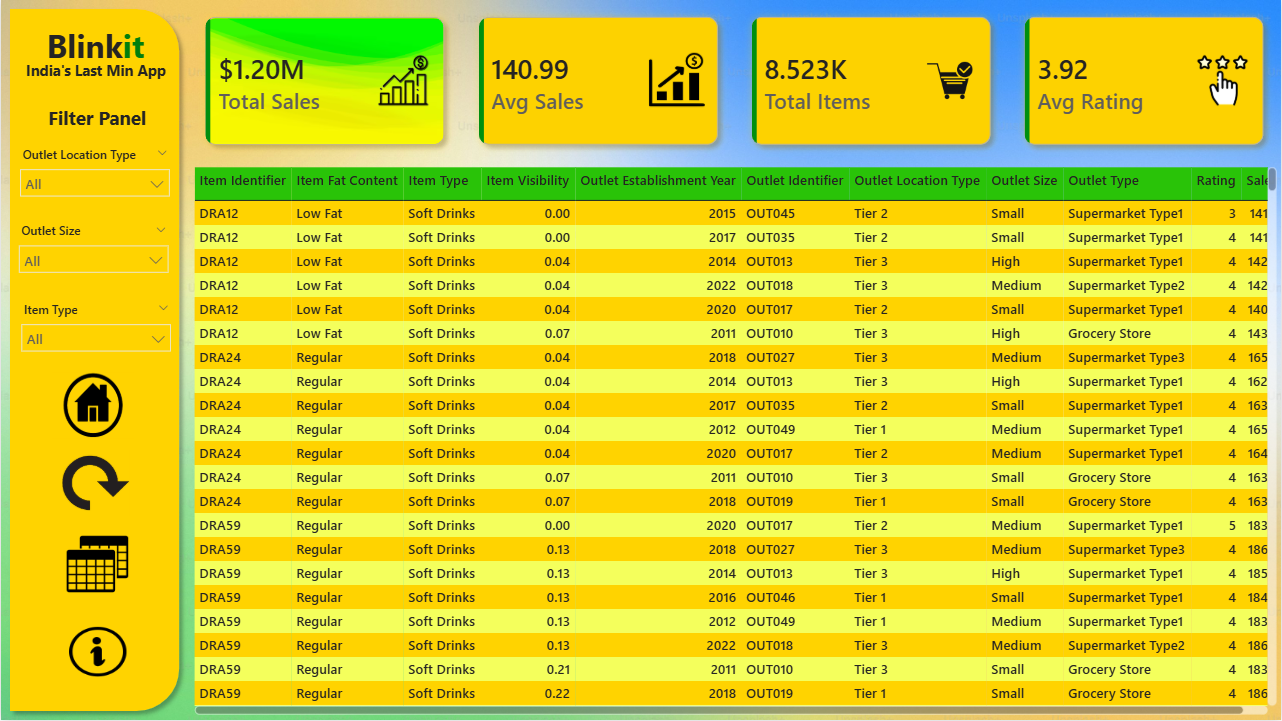 Blinkit
India's Last Min App
Filter Panel
Outlet Location Type
All
Outlet Size
All
Item Type
All
$1.20M
Total Sales
140.99
Avg Sales
8.523K
Total Items
3.92
Avg Rating
Item Identifier Item Fat Content Item Type Item Visibility Outlet Establishment Year Outlet Identifier Outlet Location Type Outlet Size Outlet Type Rating Sale
DRA12 Low Fat Soft Drinks 0.00 2015 OUT045 Tier 2 Small Supermarket Type1 3 141
DRA12 Low Fat Soft Drinks 0.00 2017 OUT035 Tier 2 Small Supermarket Type1 4 141
DRA12 Low Fat Soft Drinks 0.04 2014 OUT013 Tier 3 High Supermarket Type1 4 142
DRA12 Low Fat Soft Drinks 0.04 2022 OUT018 Tier 3 Medium Supermarket Type2 4 142
DRA12 Low Fat Soft Drinks 0.04 2020 OUT017 Tier 2 Small Supermarket Type1 4 140
DRA12 Low Fat Soft Drinks 0.07 2011 OUT010 Tier 3 High Grocery Store 4 143
DRA24 Regular Soft Drinks 0.04 2018 OUT027 Tier 3 Medium Supermarket Type3 4 165
DRA24 Regular Soft Drinks 0.04 2014 OUT013 Tier 3 High Supermarket Type1 4 162
DRA24 Regular Soft Drinks 0.04 2017 OUT035 Tier 2 Small Supermarket Type1 4 163
DRA24 Regular Soft Drinks 0.04 2012 OUT049 Tier 1 Medium Supermarket Type1 4 165
DRA24 Regular Soft Drinks 0.04 2020 OUT017 Tier 2 Medium Supermarket Type1 4 164
DRA24 Regular Soft Drinks 0.07 2011 OUT010 Tier 3 Small Grocery Store 4 163
DRA24 Regular Soft Drinks 0.07 2018 OUT019 Tier 1 Small Grocery Store 4 163
DRA59 Regular Soft Drinks 0.00 2020 OUT017 Tier 2 Medium Supermarket Type1 5 183
DRA59 Regular Soft Drinks 0.13 2018 OUT027 Tier 3 Medium Supermarket Type3 4 186
DRA59 Regular Soft Drinks 0.13 2014 OUT013 Tier 3 High Supermarket Type1 4 185
DRA59 Regular Soft Drinks 0.13 2016 OUT046 Tier 1 Small Supermarket Type1 4 184
DRA59 Regular Soft Drinks 0.13 2012 OUT049 Tier 1 Medium Supermarket Type1 4 183
DRA59 Regular Soft Drinks 0.13 2022 OUT018 Tier 3 Medium Supermarket Type2 4 186
DRA59 Regular Soft Drinks 0.21 2011 OUT010 Tier 3 Small Grocery Store 4 183
DRA59 Regular Soft Drinks 0.22 2018 OUT019 Tier 1 Small Grocery Store 4 186